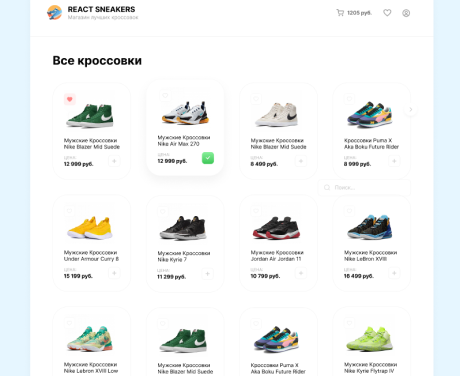 REACT SNEAKERS
Магазин лучших кроссовок
1205 руб.
Все кроссовки
Мужские Кроссовки
Nike Blazer Mid Suede
ЦЕНА:
12 999 руб.
Мужские Кроссовки
Nike Air Max 270
ЦЕНА:
12 999 руб.
Мужские Кроссовки
Nike Blazer Mid Suede
ЦЕНА:
8 499 руб.
Кроссовки Puma X
Aka Boku Future Rider
ЦЕНА:
8 999 руб.
Поиск...
Мужские Кроссовки
Under Armour Curry 8
ЦЕНА:
15 199 руб.
Мужские Кроссовки
Nike Kyrie 7
ЦЕНА:
11 299 руб.
Мужские Кроссовки
Jordan Air Jordan 11
ЦЕНА:
10 799 руб.
Мужские Кроссовки
Nike LeBron XVIII
ЦЕНА:
16 499 руб.
Мужские Кроссовки
Nike Lebron XVIII Low
Мужские Кроссовки
Nike Blazer Mid Suede
Кроссовки Puma X
Aka Boku Future Rider
Мужские Кроссовки
Nike Kyrie Flytrap IV